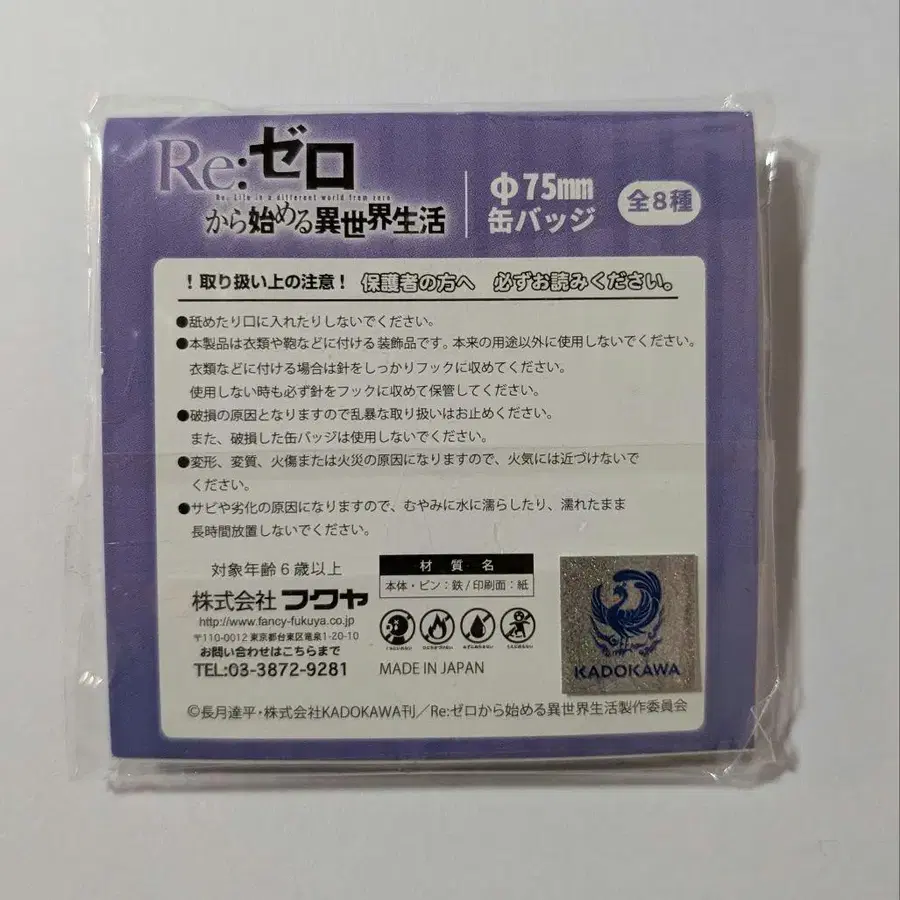 Re:ゼロ
Re: Life in a different world from zero
から始める異世界生活
Φ75mm
缶バッジ
全8種
！取り扱い上の注意！ 保護者の方へ 必ずお読みください。
●舐めたり口に入れたりしないでください。
●本製品は衣類や鞄などに付ける装飾品です。本来の用途以外に使用しないでください。
衣類などに付ける場合は針をしっかりフックに収めてください。
使用しない時も必ず針をフックに収めて保管してください。
●破損の原因となりますので乱暴な取り扱いはお止めください。
また、破損した缶バッジは使用しないでください。
●変形、変質、火傷または火災の原因になりますので、火気には近づけないで
ください。
●サビや劣化の原因になりますので、むやみに水に濡らしたり、濡れたまま
長時間放置しないでください。
対象年齢6歳以上
株式会社フクヤ
http://www.fancy-fukuya.co.jp
〒110-0012 東京都台東区竜泉1-20-10
お問い合わせはこちらまで
TEL:03-3872-9281
材質名
本体・ピン：鉄/印刷面：紙
MADE IN JAPAN
KADOKAWA
©長月達平・株式会社KADOKAWA刊／Re:ゼロから始める異世界生活製作委員会